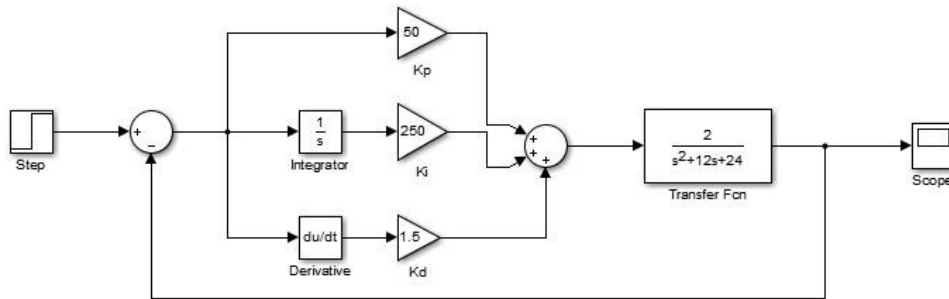 50
Kp
+
−
Step
1
s
Integrator
250
Ki
+
+
+
2
s²+12s+24
Transfer Fcn
Scope
du/dt
Derivative
1.5
Kd